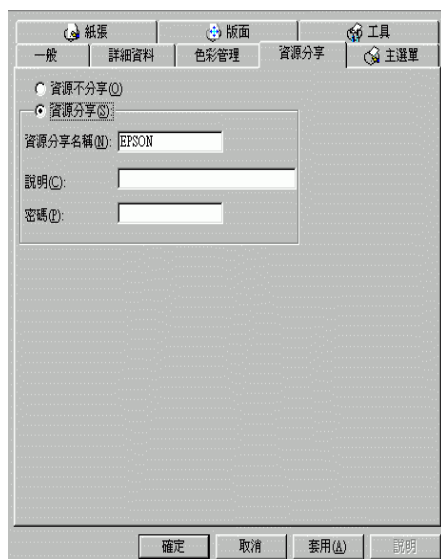 紙張 版面 工具
一般 詳細資料 色彩管理 資源分享 主選單
資源不分享(O)
資源分享(S)
資源分享名稱(N): EPSON
說明(C):
密碼(P):
確定 取消 套用(A) 說明